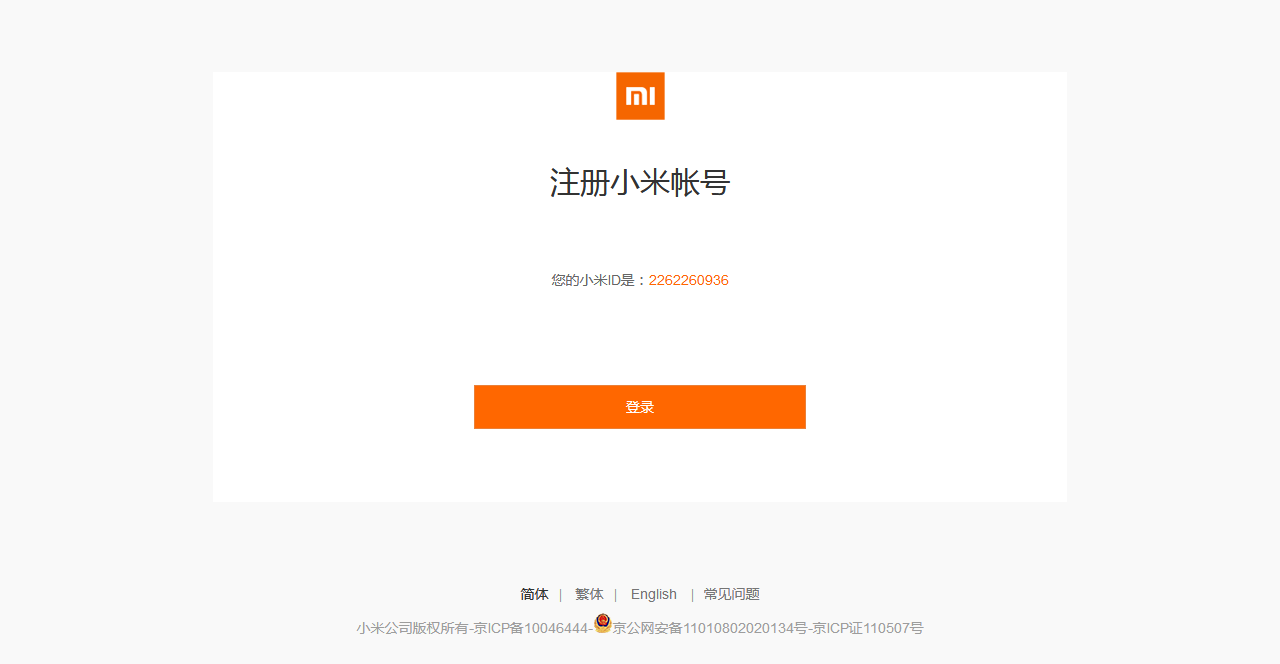 mi
注册小米帐号
您的小米ID是：2262260936
登录
简体 | 繁体 | English | 常见问题
小米公司版权所有-京ICP备10046444-京公网安备11010802020134号-京ICP证110507号